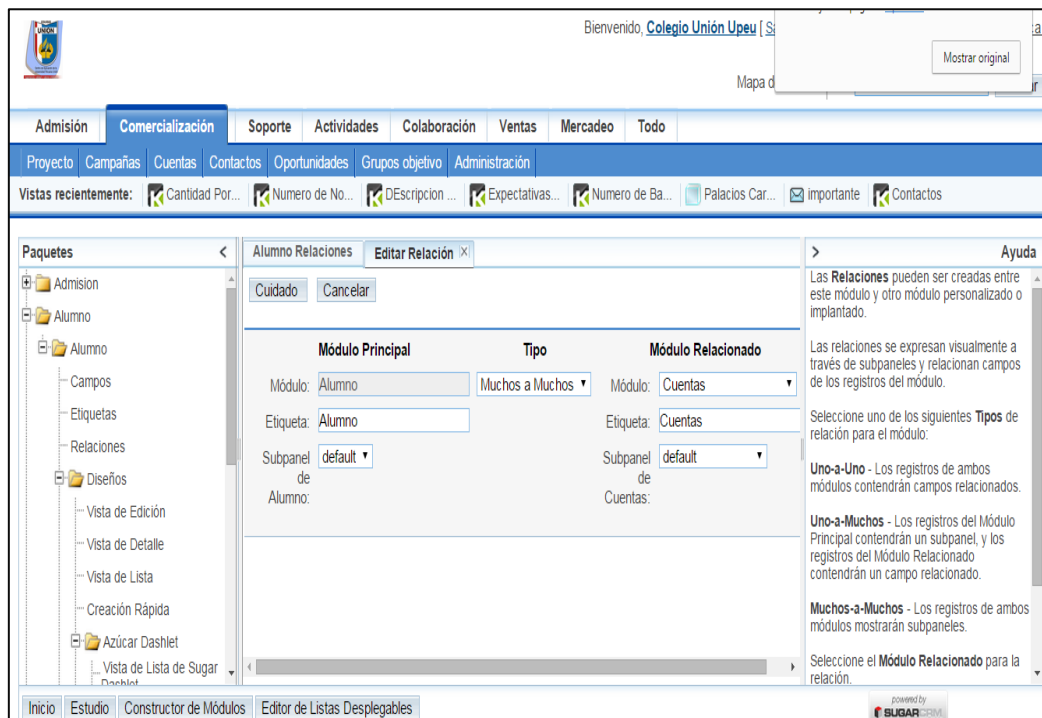 UNIÓN
Bienvenido, Colegio Unión Upeu [
Mostrar original
Mapa d
Admisión Comercialización Soporte Actividades Colaboración Ventas Mercadeo Todo
Proyecto Campañas Cuentas Contactos Oportunidades Grupos objetivo Administración
Vistas recientemente: Cantidad Por... Numero de No... DEscripcion ... Expectativas... Numero de Ba... Palacios Car... importante Contactos
Paquetes <
Admision
Alumno
Alumno
Campos
Etiquetas
Relaciones
Diseños
Vista de Edición
Vista de Detalle
Vista de Lista
Creación Rápida
Azúcar Dashlet
Vista de Lista de Sugar
Dashlet
Alumno Relaciones Editar Relación
Cuidado Cancelar
Módulo Principal Tipo Módulo Relacionado
Módulo: Alumno Muchos a Muchos Módulo: Cuentas
Etiqueta: Alumno Etiqueta: Cuentas
Subpanel de Alumno: default Subpanel de Cuentas: default
> Ayuda
Las Relaciones pueden ser creadas entre
este módulo y otro módulo personalizado o
implantado.
Las relaciones se expresan visualmente a
través de subpaneles y relacionan campos
de los registros del módulo.
Seleccione uno de los siguientes Tipos de
relación para el módulo:
Uno-a-Uno - Los registros de ambos
módulos contendrán campos relacionados.
Uno-a-Muchos - Los registros del Módulo
Principal contendrán un subpanel, y los
registros del Módulo Relacionado
contendrán un campo relacionado.
Muchos-a-Muchos - Los registros de ambos
módulos mostrarán subpaneles.
Seleccione el Módulo Relacionado para la
relación.
Inicio Estudio Constructor de Módulos Editor de Listas Desplegables
powered by
SUGARCRM